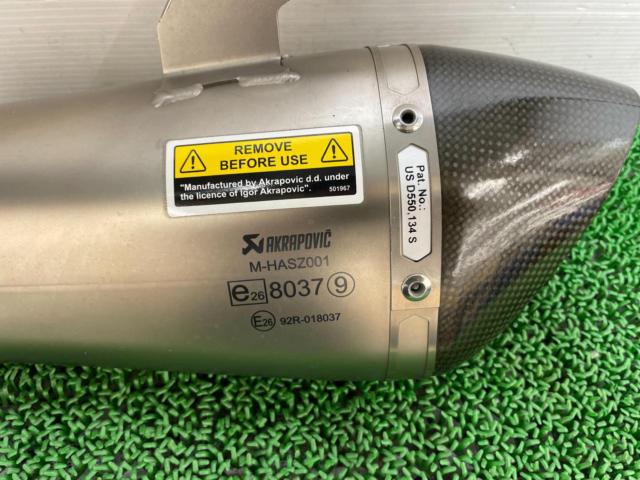 REMOVE
BEFORE USE
"Manufactured by Akrapovic d.d. under
the licence of Igor Akrapovic".
501967
Pat. No.:
US D550,134 S
AKRAPOVIČ
M-HASZ001
e26 8037 9
E26 92R-018037